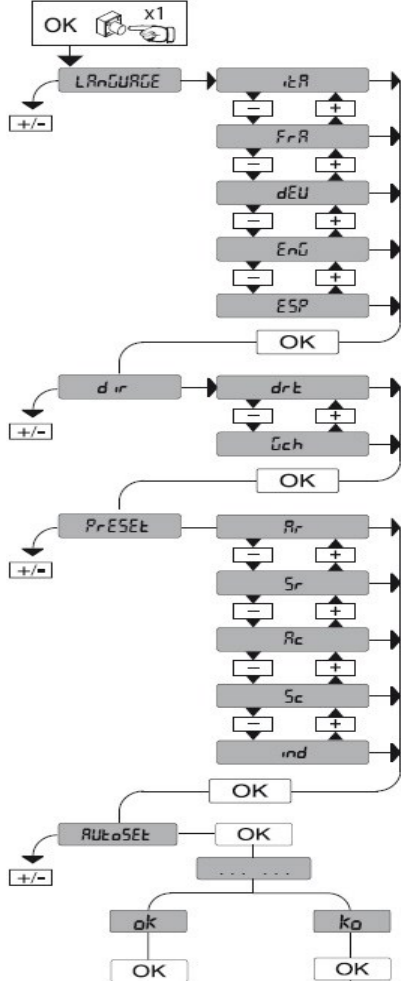 OK x1
LAnGUAGE ItA
+/-
- +
FrA
- +
dEU
- +
EnG
- +
ESP
OK
dir drt
- +
+/-
Gch
OK
PrESEt Ar
- +
+/-
Sr
- +
Ac
- +
Sc
- +
ind
OK
AUtoSEt OK
+/-
... ...
ok ko
OK OK